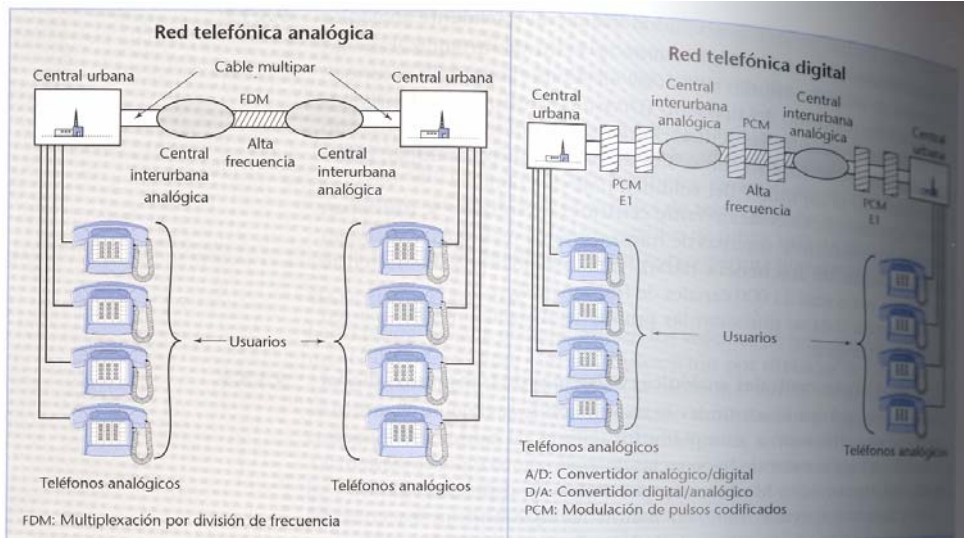 Red telefónica analógica
Central urbana
Cable multipar
Central urbana
FDM
Central
interurbana
analógica
Alta
frecuencia
Central
interurbana
analógica
Usuarios
Teléfonos analógicos
Teléfonos analógicos
FDM: Multiplexación por división de frecuencia
Red telefónica digital
Central
urbana
Central
interurbana
analógica
PCM
Central
interurbana
analógica
Central
urbana
PCM
E1
Alta
frecuencia
PCM
E1
Usuarios
Teléfonos analógicos
Teléfonos analógicos
A/D: Convertidor analógico/digital
D/A: Convertidor digital/analógico
PCM: Modulación de pulsos codificados